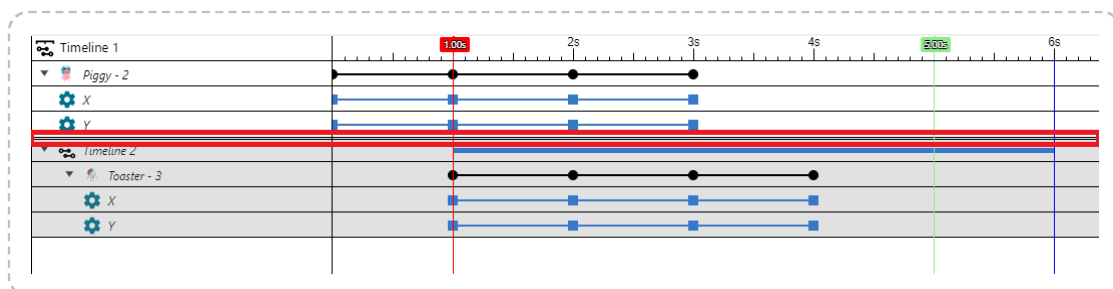 Timeline 1 1.00s 2s 3s 4s 5.00s 6s
Piggy - 2
X
Y
Timeline 2
Toaster - 3
X
Y